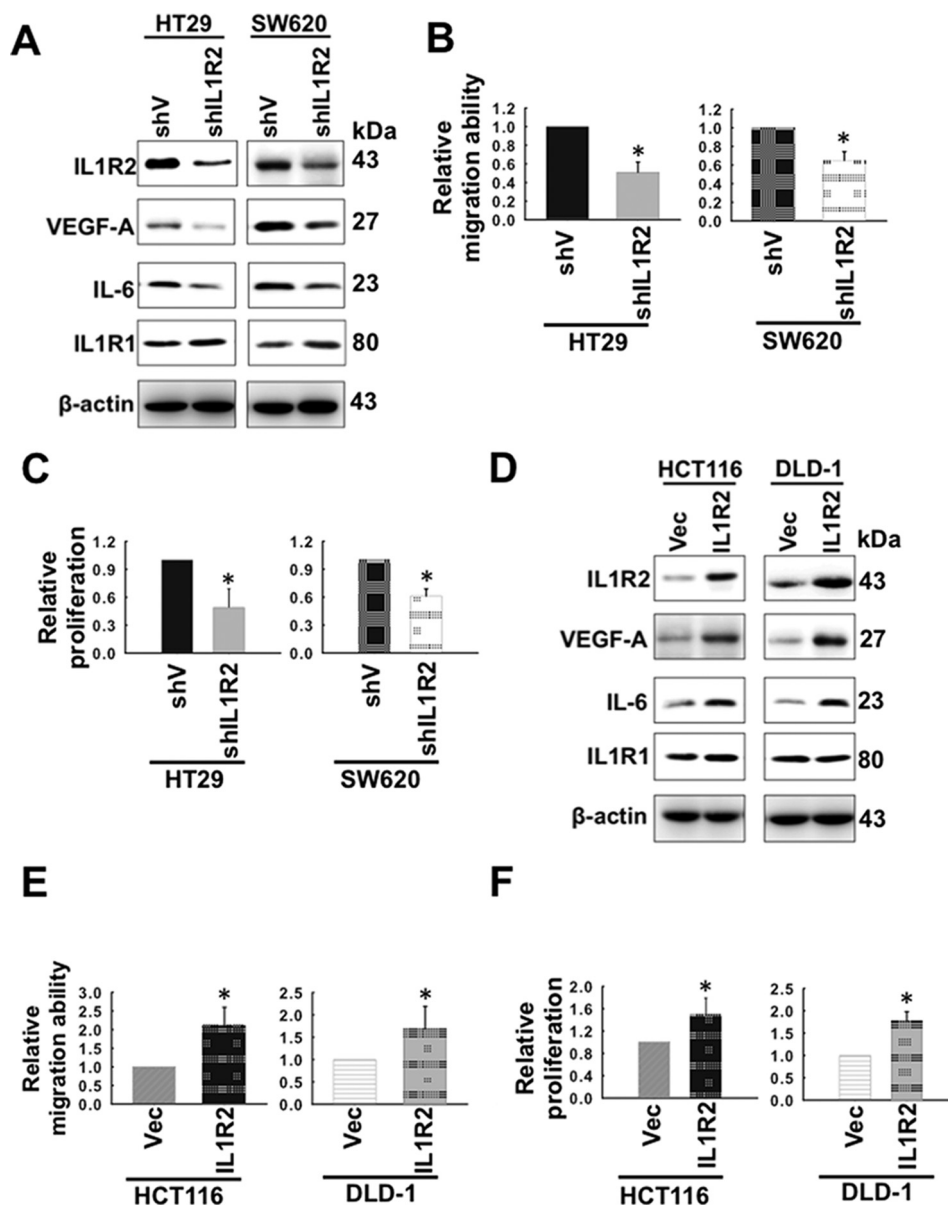 A
HT29 SW620
shV shIL1R2 shV shIL1R2 kDa
IL1R2 43
VEGF-A 27
IL-6 23
IL1R1 80
β-actin 43
B
Relative
migration ability
1.2
1.0
0.8
0.6
0.4
0.2
0.0
*
shV shIL1R2
HT29
1.2
1.0
0.8
0.6
0.4
0.2
0.0
*
shV shIL1R2
SW620
C
Relative
proliferation
1.2
0.9
0.6
0.3
0.0
*
shV shIL1R2
HT29
1.2
0.9
0.6
0.3
0.0
*
shV shIL1R2
SW620
D
HCT116 DLD-1
Vec IL1R2 Vec IL1R2 kDa
IL1R2 43
VEGF-A 27
IL-6 23
IL1R1 80
β-actin 43
E
Relative
migration ability
3.0
2.5
2.0
1.5
1.0
0.5
0.0
*
Vec IL1R2
HCT116
2.5
2.0
1.5
1.0
0.5
0.0
*
Vec IL1R2
DLD-1
F
Relative
proliferation
2.0
1.6
1.2
0.8
0.4
0.0
*
Vec IL1R2
HCT116
2.5
2.0
1.5
1.0
0.5
0.0
*
Vec IL1R2
DLD-1